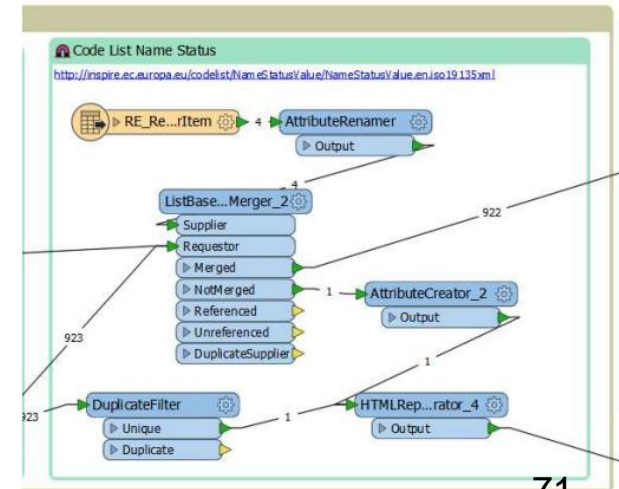 Code List Name Status
http://inspire.ec.europa.eu/codelist/NameStatusValue/NameStatusValue.en.iso19135xml
RE_Re...rItem 4 AttributeRenamer
Output
4
ListBase...Merger_2
Supplier
922
Requestor
Merged
NotMerged 1 AttributeCreator_2
Referenced Output
Unreferenced
923
DuplicateSupplier
1
923 DuplicateFilter HTMLRep...rator_4
Unique 1 Output
Duplicate
71